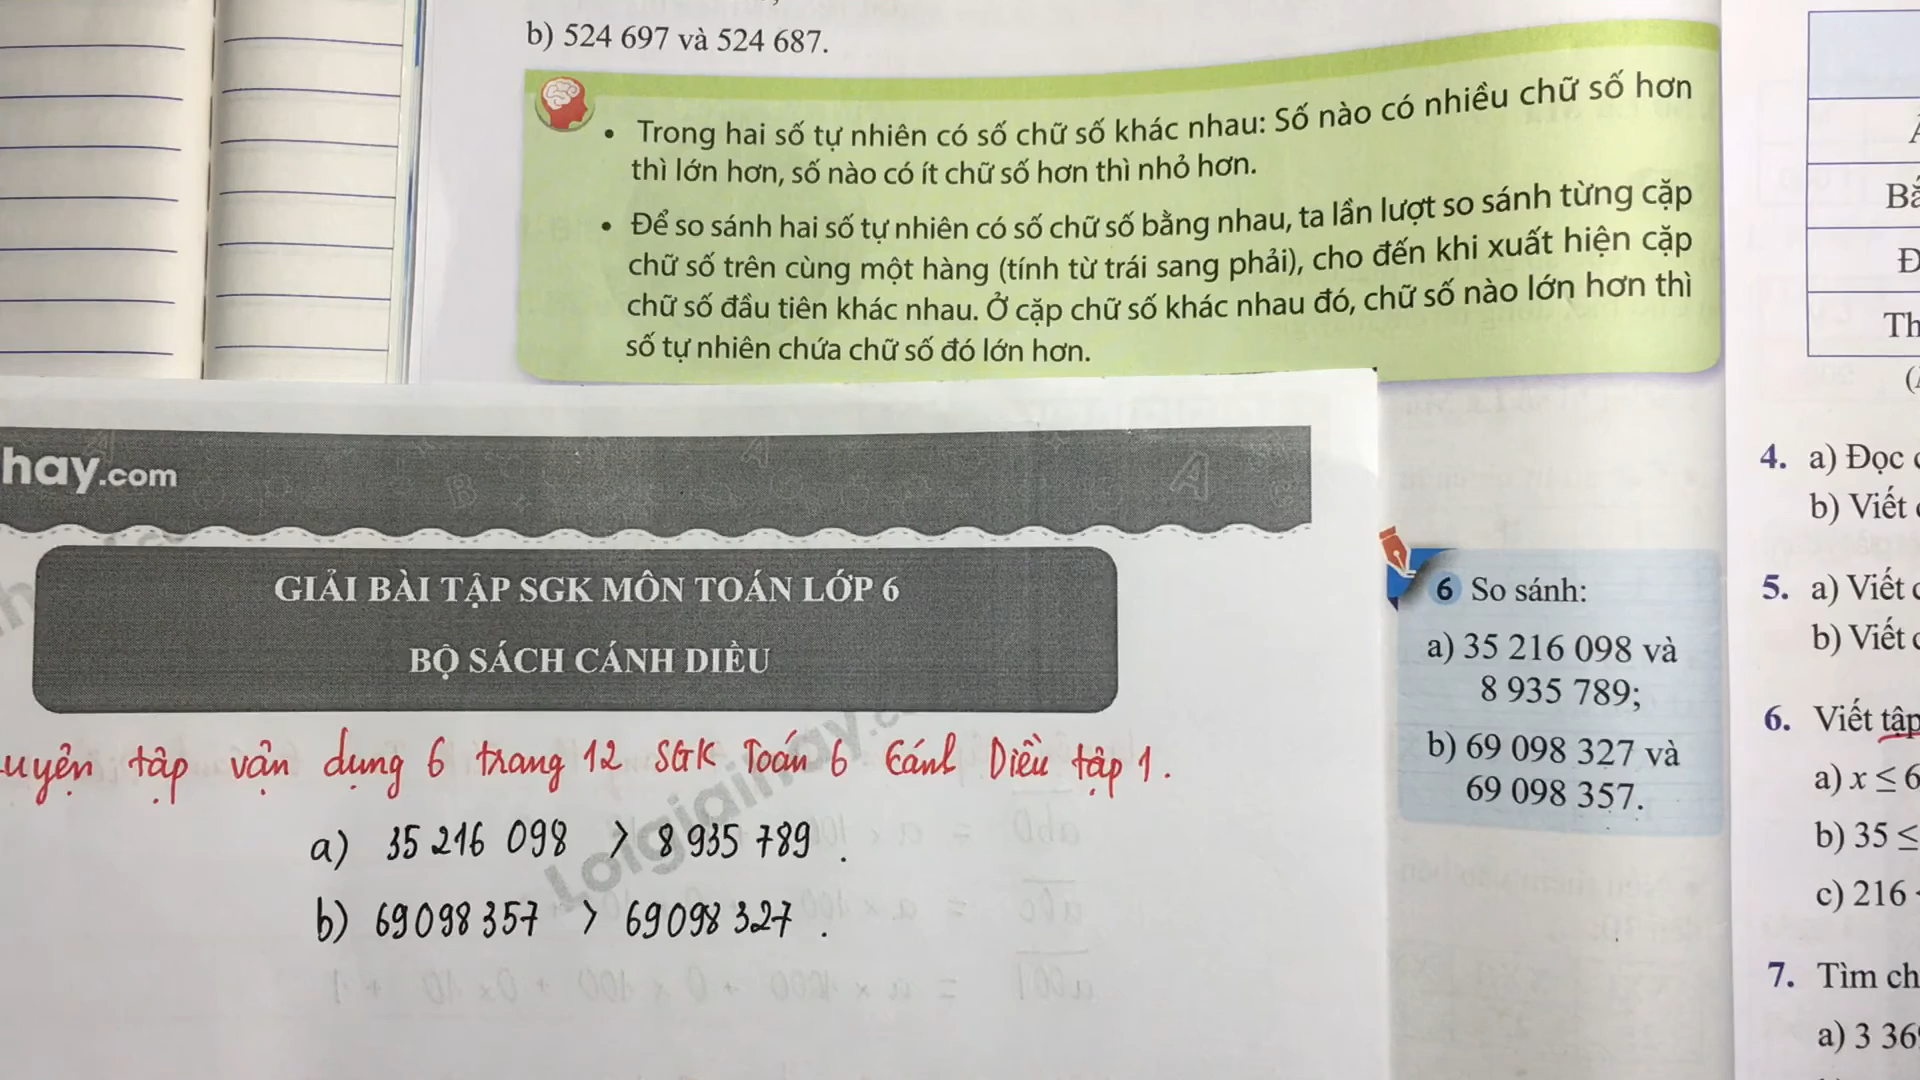 b) 524 697 và 524 687.
• Trong hai số tự nhiên có số chữ số khác nhau: Số nào có nhiều chữ số hơn
thì lớn hơn, số nào có ít chữ số hơn thì nhỏ hơn.
• Để so sánh hai số tự nhiên có số chữ số bằng nhau, ta lần lượt so sánh từng cặp
chữ số trên cùng một hàng (tính từ trái sang phải), cho đến khi xuất hiện cặp
chữ số đầu tiên khác nhau. Ở cặp chữ số khác nhau đó, chữ số nào lớn hơn thì
số tự nhiên chứa chữ số đó lớn hơn.
hay.com
GIẢI BÀI TẬP SGK MÔN TOÁN LỚP 6
BỘ SÁCH CÁNH DIỀU
uyện tập vận dụng 6 trang 12 SGK Toán 6 Cánh Diều tập 1.
a) 35 216 098 > 8 935 789.
b) 69 098 357 > 69 098 327.
Loigiaihay.c
6 So sánh:
a) 35 216 098 và
8 935 789;
b) 69 098 327 và
69 098 357.
Th
4. a) Đọc
b) Viết
5. a) Viết
b) Viết
6. Viết tập
a) x ≤ 6
b) 35 ≤
c) 216
7. Tìm ch
a) 3 36